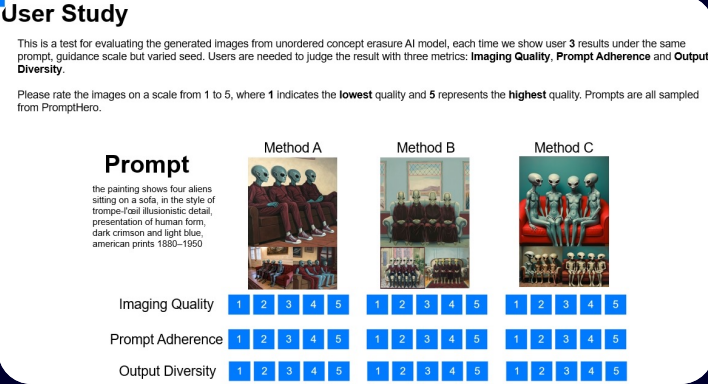 User Study
This is a test for evaluating the generated images from unordered concept erasure AI model, each time we show user 3 results under the same
prompt, guidance scale but varied seed. Users are needed to judge the result with three metrics: Imaging Quality, Prompt Adherence and Output
Diversity.
Please rate the images on a scale from 1 to 5, where 1 indicates the lowest quality and 5 represents the highest quality. Prompts are all sampled
from PromptHero.
Method A Method B Method C
Prompt
the painting shows four aliens
sitting on a sofa, in the style of
trompe-l'œil illusionistic detail,
presentation of human form,
dark crimson and light blue,
american prints 1880–1950
Imaging Quality 1 2 3 4 5 1 2 3 4 5 1 2 3 4 5
Prompt Adherence 1 2 3 4 5 1 2 3 4 5 1 2 3 4 5
Output Diversity 1 2 3 4 5 1 2 3 4 5 1 2 3 4 5